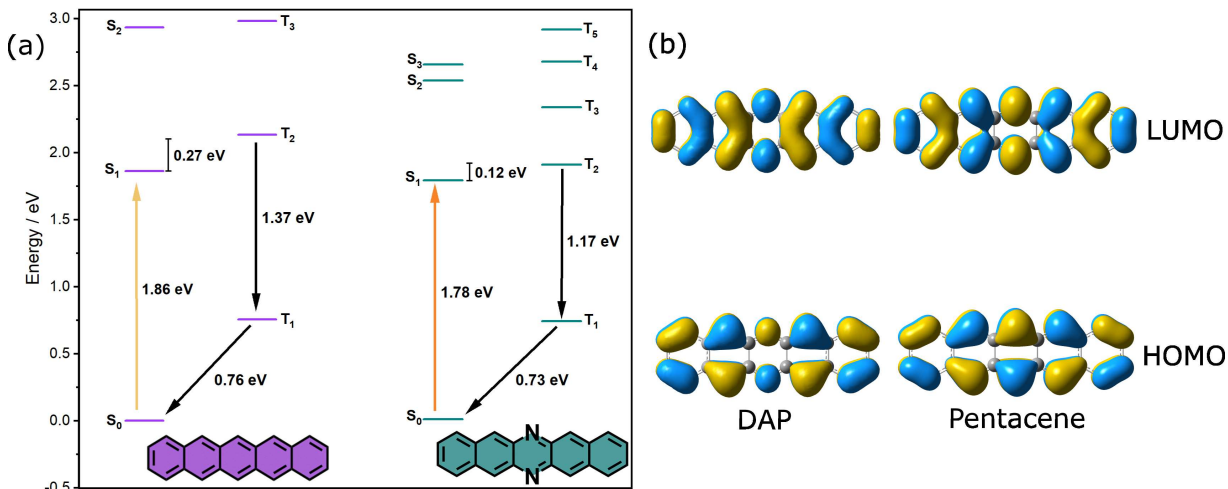 (a)
Energy / eV
3.0
2.5
2.0
1.5
1.0
0.5
0.0
-0.5
S2
T3
T2
0.27 eV
S1
1.37 eV
1.86 eV
T1
0.76 eV
S0
T5
S3
T4
S2
T3
T2
0.12 eV
S1
1.17 eV
1.78 eV
T1
0.73 eV
S0
N
N
(b)
LUMO
HOMO
DAP
Pentacene